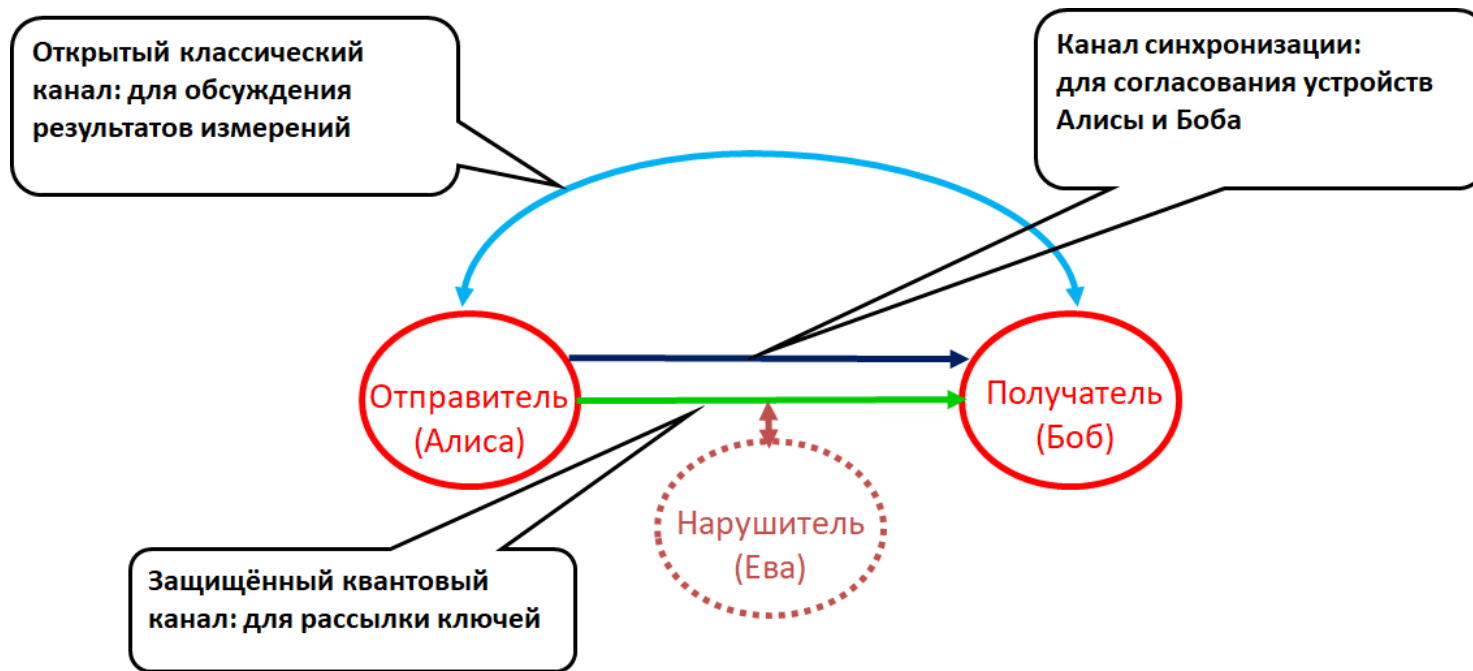 Открытый классический
канал: для обсуждения
результатов измерений
Канал синхронизации:
для согласования устройств
Алисы и Боба
Отправитель
(Алиса)
Получатель
(Боб)
Нарушитель
(Ева)
Защищённый квантовый
канал: для рассылки ключей